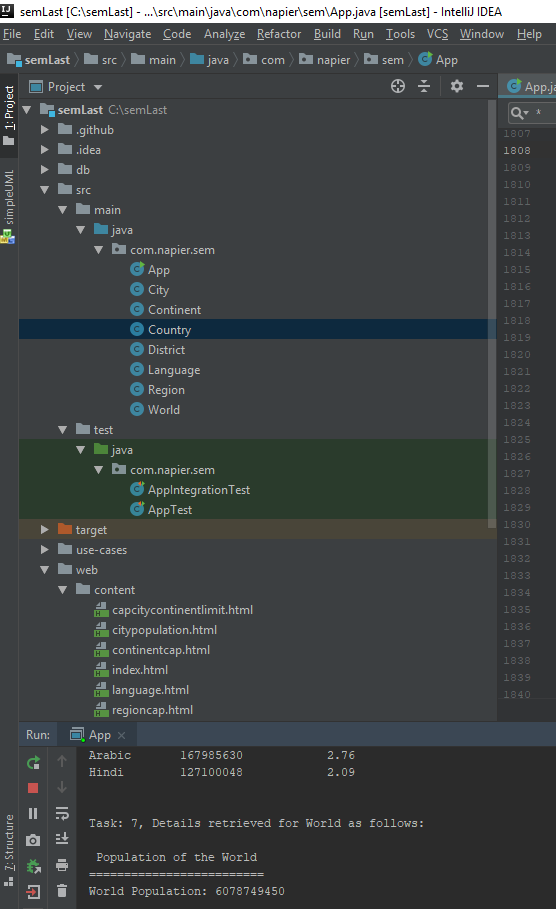 semLast [C:\semLast] - ...\src\main\java\com\napier\sem\App.java [semLast] - IntelliJ IDEA
File Edit View Navigate Code Analyze Refactor Build Run Tools VCS Window Help
semLast src main java com napier sem App
1: Project
Project
App.ja
semLast C:\semLast
*
.github
1807
.idea
1808
db
1809
src
1810
main
1811
java
1812
com.napier.sem
1813
1814
App
1815
City
1816
Continent
1817
Country
1818
District
1819
1820
Language
1821
Region
1822
World
1823
test
1824
java
1825
1826
com.napier.sem
1827
AppIntegrationTest
1828
AppTest
1829
target
1830
use-cases
1831
1832
web
1833
content
1834
capcitycontinentlimit.html
1835
citypopulation.html
1836
continentcap.html
1837
index.html
1838
language.html
1839
regioncap.html
1840
simpleUML
Run: App
Arabic 167985630 2.76
Hindi 127100048 2.09
Task: 7, Details retrieved for World as follows:
Population of the World
=========================
World Population: 6078749450
7: Structure